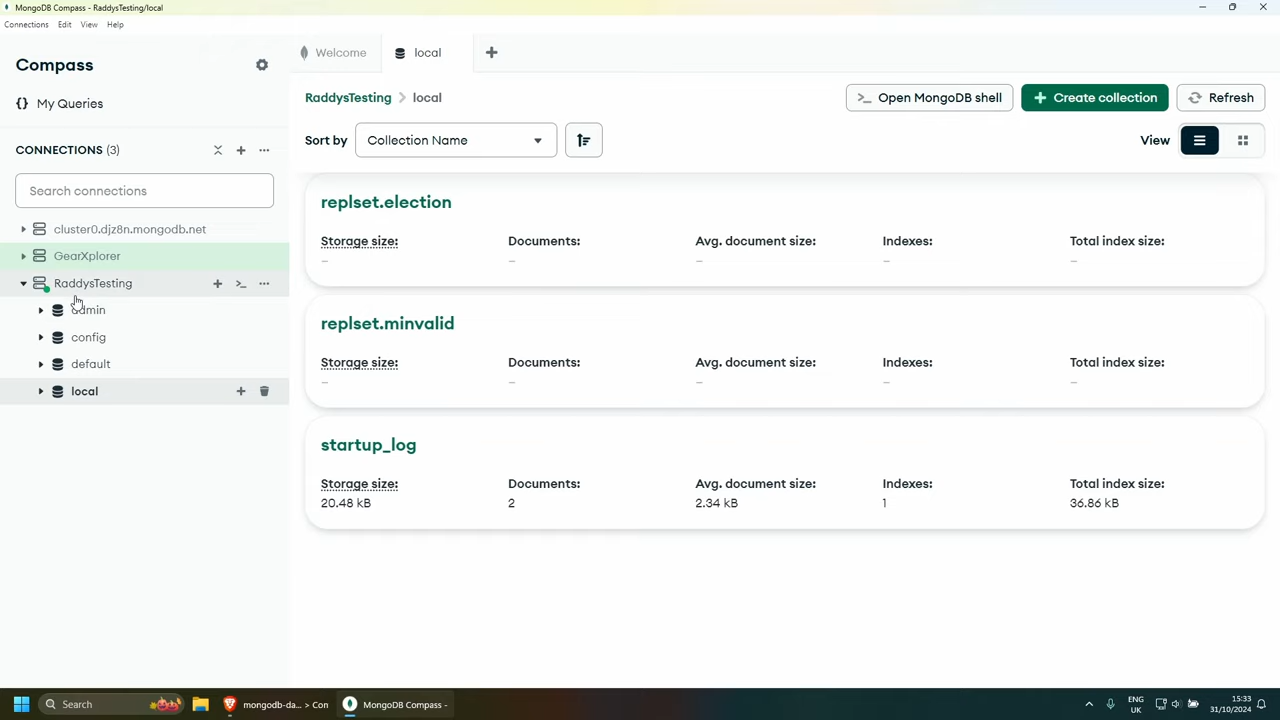 MongoDB Compass - RaddysTesting/local
Connections Edit View Help
Compass
{} My Queries
CONNECTIONS (3)
Search connections
cluster0.djz8n.mongodb.net
GearXplorer
RaddysTesting
admin
config
default
local
Welcome
local
RaddysTesting > local
>_ Open MongoDB shell
+ Create collection
Refresh
Sort by Collection Name
View
replset.election
Storage size: Documents: Avg. document size: Indexes: Total index size:
– – – – –
replset.minvalid
Storage size: Documents: Avg. document size: Indexes: Total index size:
– – – – –
startup_log
Storage size: Documents: Avg. document size: Indexes: Total index size:
20.48 kB 2 2.34 kB 1 36.86 kB
Search
mongodb-da... > Con
MongoDB Compass -
ENG
UK
15:33
31/10/2024